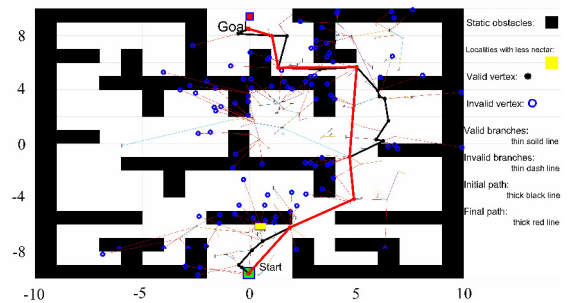 10
Goal
Static obstacles:
Localities with less nectar:
Valid vertex:
Invalid vertex:
Valid branches:
thin soild line
Invalid branches:
thin dash line
Initial path:
thick black line
Final path:
thick red line
8
4
0
-4
-8
Start
-10
-5
0
5
10